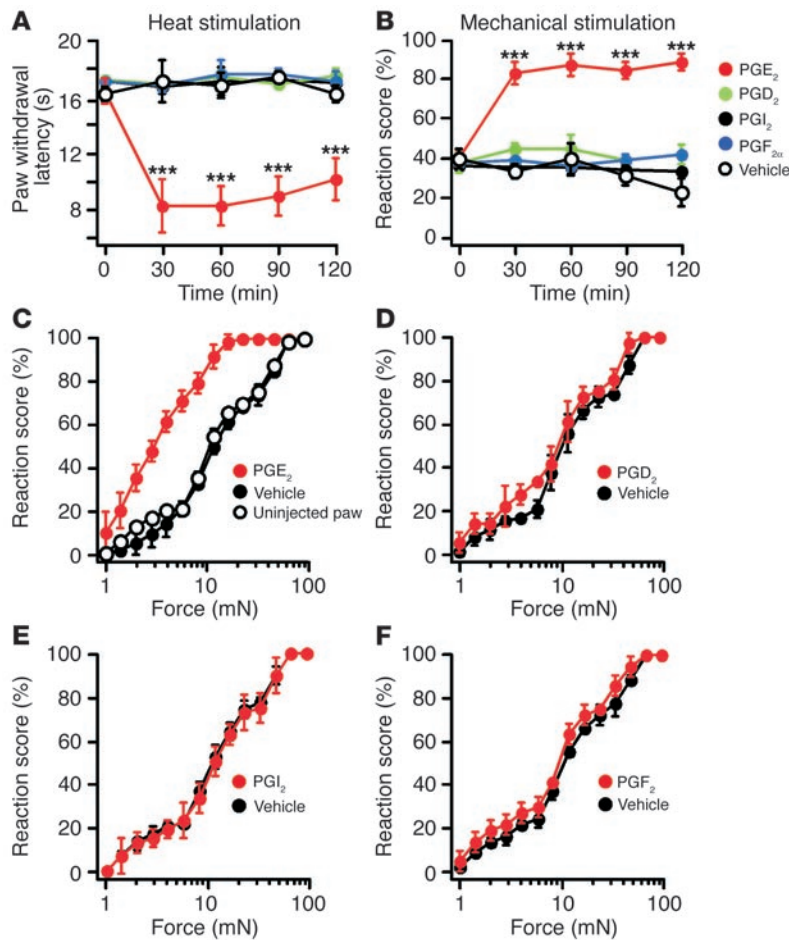 A
Heat stimulation
Paw withdrawal
latency (s)
20
16
12
8
***
***
***
***
0 30 60 90 120
Time (min)
B
Mechanical stimulation
Reaction score (%)
100
80
60
40
20
0
***
***
***
***
0 30 60 90 120
Time (min)
PGE₂
PGD₂
PGI₂
PGF₂α
Vehicle
C
Reaction score (%)
100
80
60
40
20
0
PGE₂
Vehicle
Uninjected paw
1 10 100
Force (mN)
D
Reaction score (%)
100
80
60
40
20
0
PGD₂
Vehicle
1 10 100
Force (mN)
E
Reaction score (%)
100
80
60
40
20
0
PGI₂
Vehicle
1 10 100
Force (mN)
F
Reaction score (%)
100
80
60
40
20
0
PGF₂
Vehicle
1 10 100
Force (mN)